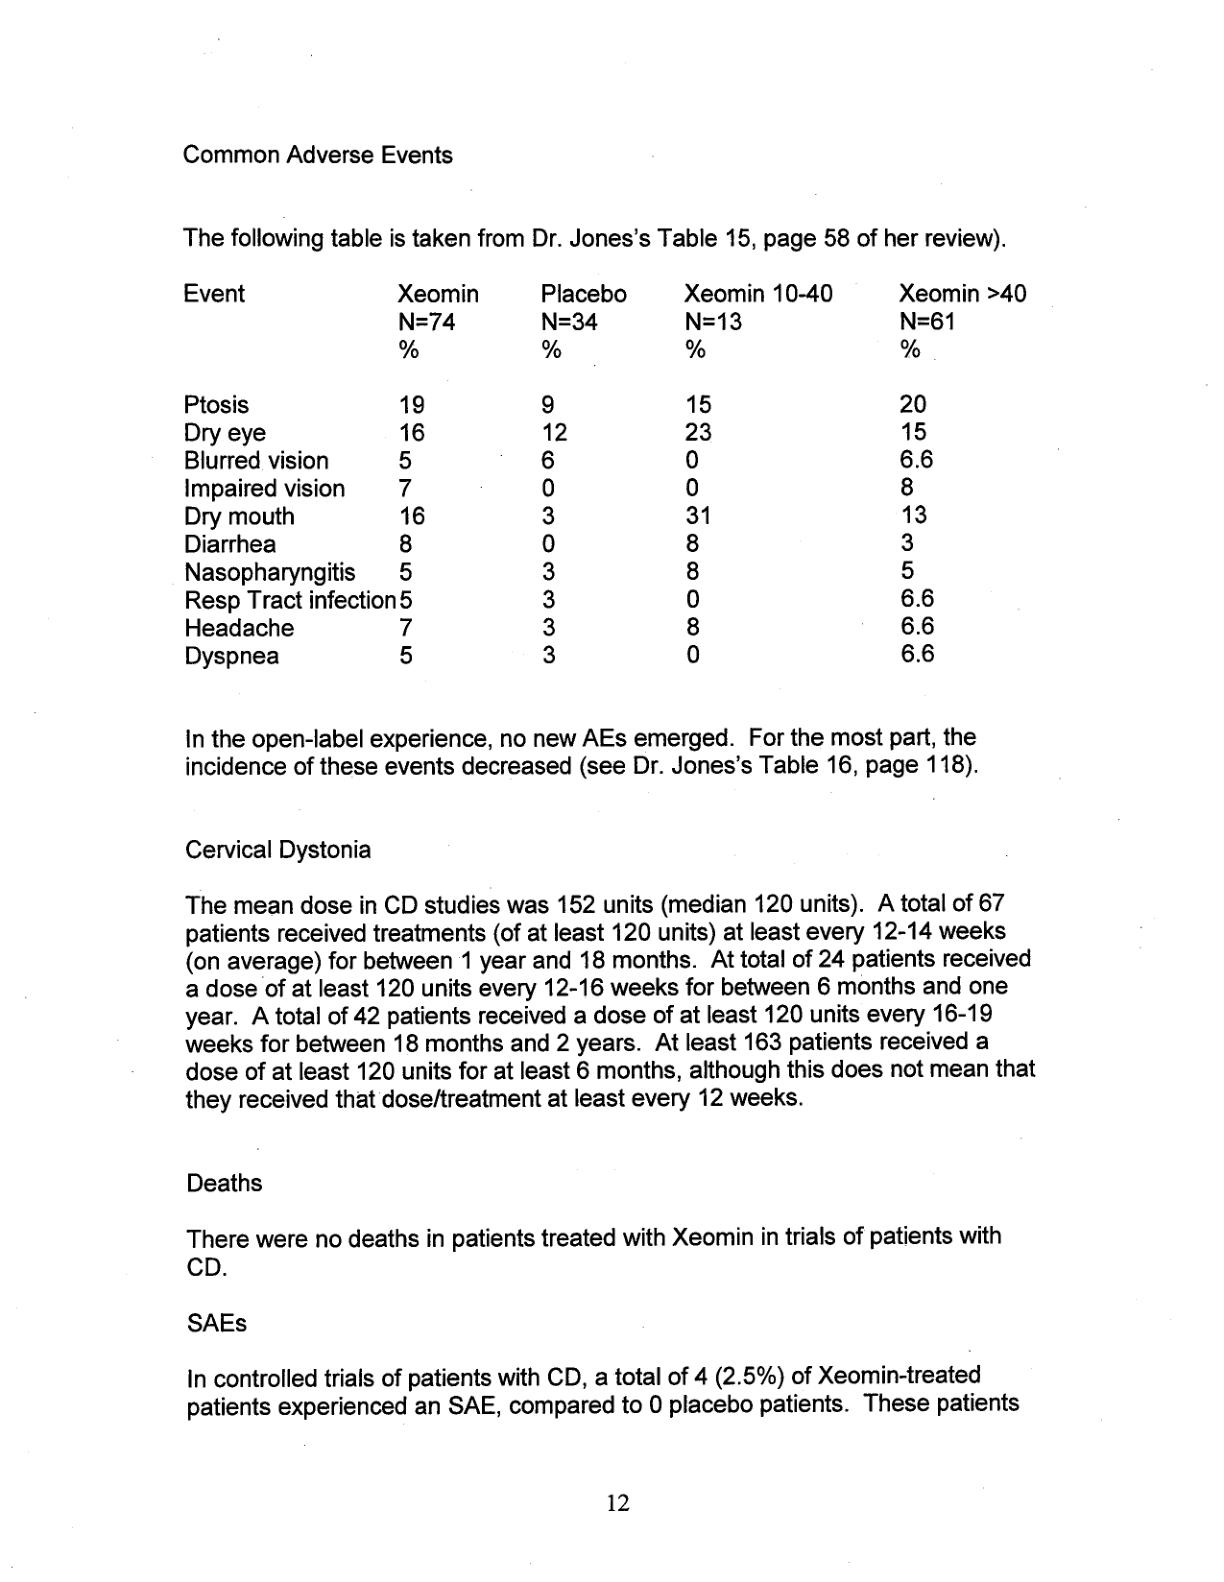 Common Adverse Events
The following table is taken from Dr. Jones's Table 15, page 58 of her review).
Event Xeomin Placebo Xeomin 10-40 Xeomin >40
N=74 N=34 N=13 N=61
% % % %
Ptosis 19 9 15 20
Dry eye 16 12 23 15
Blurred vision 5 6 0 6.6
Impaired vision 7 0 0 8
Dry mouth 16 3 31 13
Diarrhea 8 0 8 3
Nasopharyngitis 5 3 8 5
Resp Tract infection 5 3 0 6.6
Headache 7 3 8 6.6
Dyspnea 5 3 0 6.6
In the open-label experience, no new AEs emerged. For the most part, the
incidence of these events decreased (see Dr. Jones's Table 16, page 118).
Cervical Dystonia
The mean dose in CD studies was 152 units (median 120 units). A total of 67
patients received treatments (of at least 120 units) at least every 12-14 weeks
(on average) for between 1 year and 18 months. At total of 24 patients received
a dose of at least 120 units every 12-16 weeks for between 6 months and one
year. A total of 42 patients received a dose of at least 120 units every 16-19
weeks for between 18 months and 2 years. At least 163 patients received a
dose of at least 120 units for at least 6 months, although this does not mean that
they received that dose/treatment at least every 12 weeks.
Deaths
There were no deaths in patients treated with Xeomin in trials of patients with
CD.
SAEs
In controlled trials of patients with CD, a total of 4 (2.5%) of Xeomin-treated
patients experienced an SAE, compared to 0 placebo patients. These patients
12